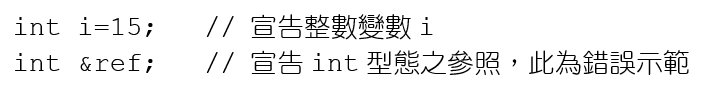 int i=15;   // 宣告整數變數 i
int &ref;   // 宣告 int 型態之參照，此為錯誤示範